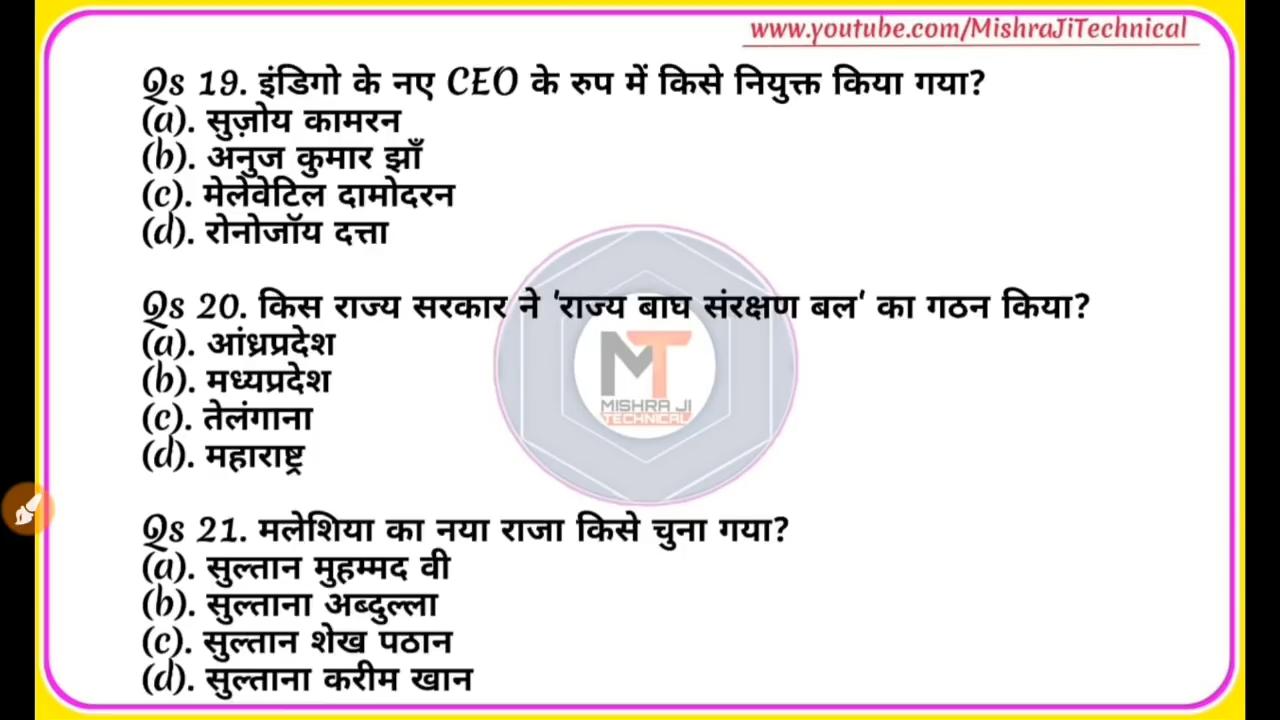 www.youtube.com/MishraJiTechnical
Qs 19. इंडिगो के नए CEO के रुप में किसे नियुक्त किया गया?
(a). सुज़ोय कामरन
(b). अनुज कुमार झाँ
(c). मेलेवेटिल दामोदरन
(d). रोनोजॉय दत्ता
Qs 20. किस राज्य सरकार ने 'राज्य बाघ संरक्षण बल' का गठन किया?
(a). आंध्रप्रदेश
(b). मध्यप्रदेश
(c). तेलंगाना
(d). महाराष्ट्र
MT
MISHRA JI
TECHNICAL
Qs 21. मलेशिया का नया राजा किसे चुना गया?
(a). सुल्तान मुहम्मद वी
(b). सुल्ताना अब्दुल्ला
(c). सुल्तान शेख पठान
(d). सुल्ताना करीम खान